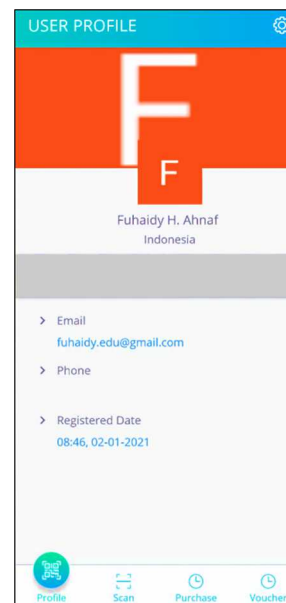 USER PROFILE
F
F
Fuhaidy H. Ahnaf
Indonesia
> Email
fuhaidy.edu@gmail.com
> Phone
> Registered Date
08:46, 02-01-2021
Profile
Scan
Purchase
Voucher